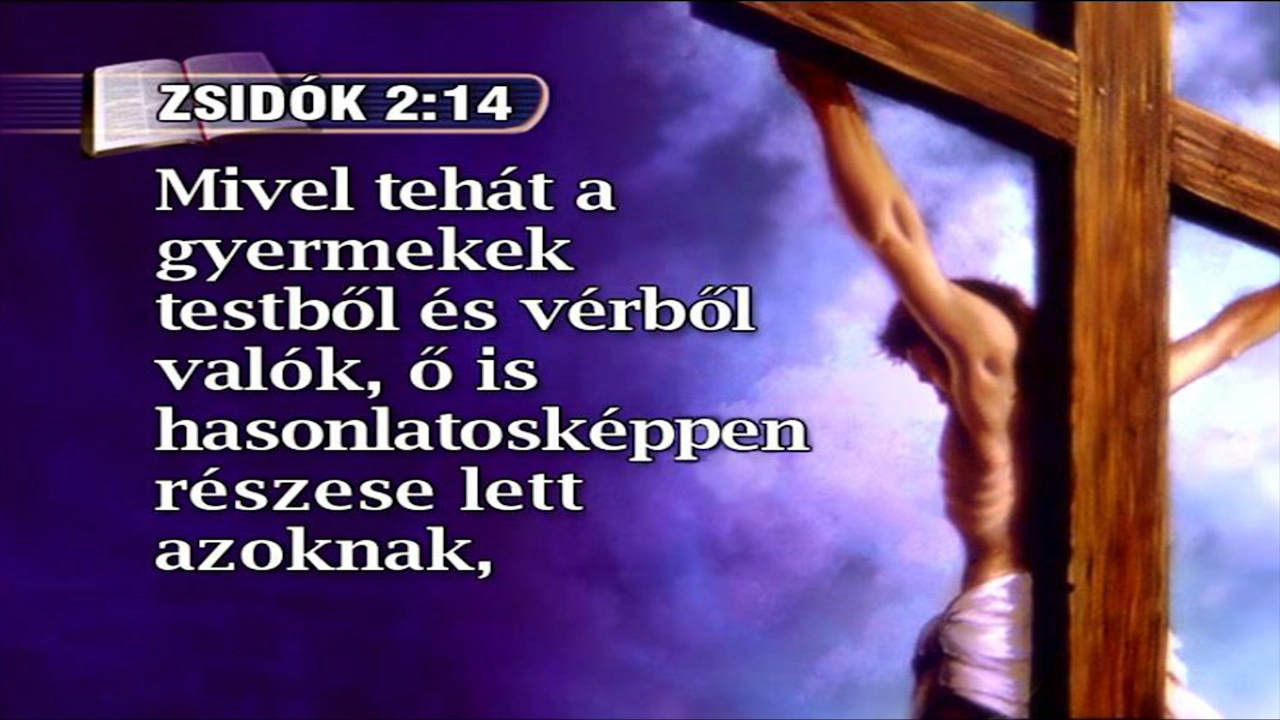 ZSIDÓK 2:14
Mivel tehát a
gyermekek
testből és vérből
valók, ő is
hasonlatosképpen
részese lett
azoknak,